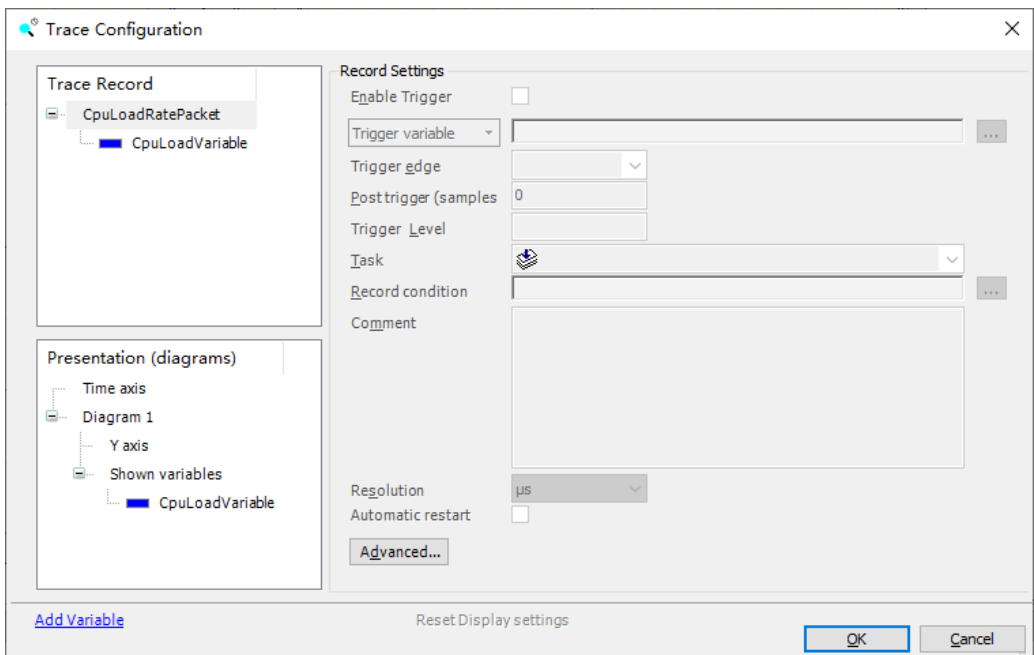 Trace Configuration
Trace Record
CpuLoadRatePacket
CpuLoadVariable
Presentation (diagrams)
Time axis
Diagram 1
Y axis
Shown variables
CpuLoadVariable
Record Settings
Enable Trigger
Trigger variable
...
Trigger edge
Post trigger (samples
0
Trigger Level
Task
Record condition
...
Comment
Resolution
µs
Automatic restart
Advanced...
Add Variable
Reset Display settings
OK
Cancel